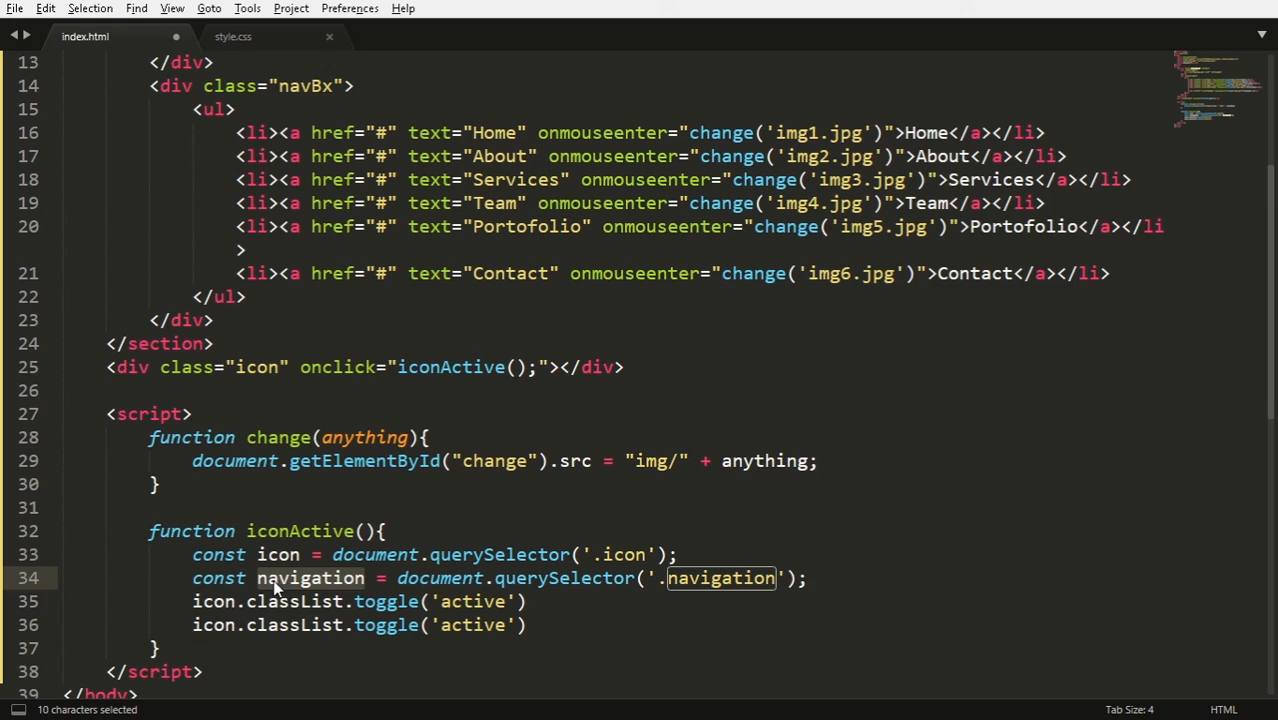 File Edit Selection Find View Goto Tools Project Preferences Help
index.html style.css
13 </div>
14 <div class="navBx">
15 <ul>
16 <li><a href="#" text="Home" onmouseenter="change('img1.jpg')">Home</a></li>
17 <li><a href="#" text="About" onmouseenter="change('img2.jpg')">About</a></li>
18 <li><a href="#" text="Services" onmouseenter="change('img3.jpg')">Services</a></li>
19 <li><a href="#" text="Team" onmouseenter="change('img4.jpg')">Team</a></li>
20 <li><a href="#" text="Portofolio" onmouseenter="change('img5.jpg')">Portofolio</a></li
>
21 <li><a href="#" text="Contact" onmouseenter="change('img6.jpg')">Contact</a></li>
22 </ul>
23 </div>
24 </section>
25 <div class="icon" onclick="iconActive();"></div>
26
27 <script>
28 function change(anything){
29 document.getElementById("change").src = "img/" + anything;
30 }
31
32 function iconActive(){
33 const icon = document.querySelector('.icon');
34 const navigation = document.querySelector('.navigation');
35 icon.classList.toggle('active')
36 icon.classList.toggle('active')
37 }
38 </script>
39 </body>
10 characters selected Tab Size: 4 HTML